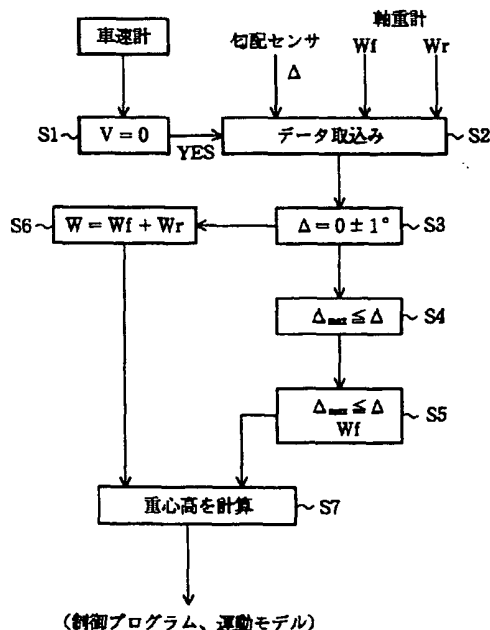 車速計
匂配センサ
Δ
軸重計
Wf Wr
S1 V = 0 YES データ取込み S2
S6 W = Wf + Wr Δ = 0 ± 1° S3
Δmax ≦ Δ S4
Δmax ≦ Δ
Wf S5
重心高を計算 S7
(制御プログラム、運動モデル)